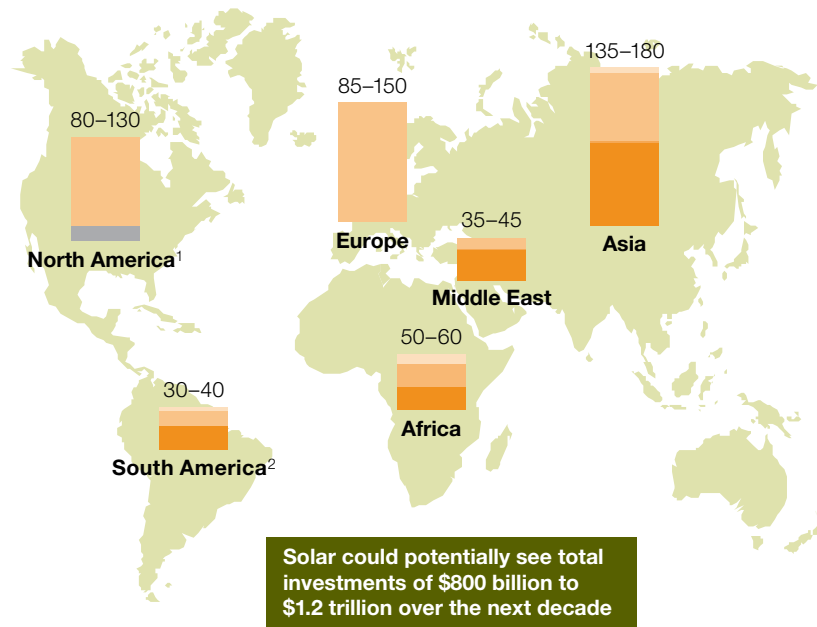 135–180
85–150
80–130
35–45
Europe
Asia
North America¹
Middle East
50–60
30–40
Africa
South America²
Solar could potentially see total
investments of $800 billion to
$1.2 trillion over the next decade